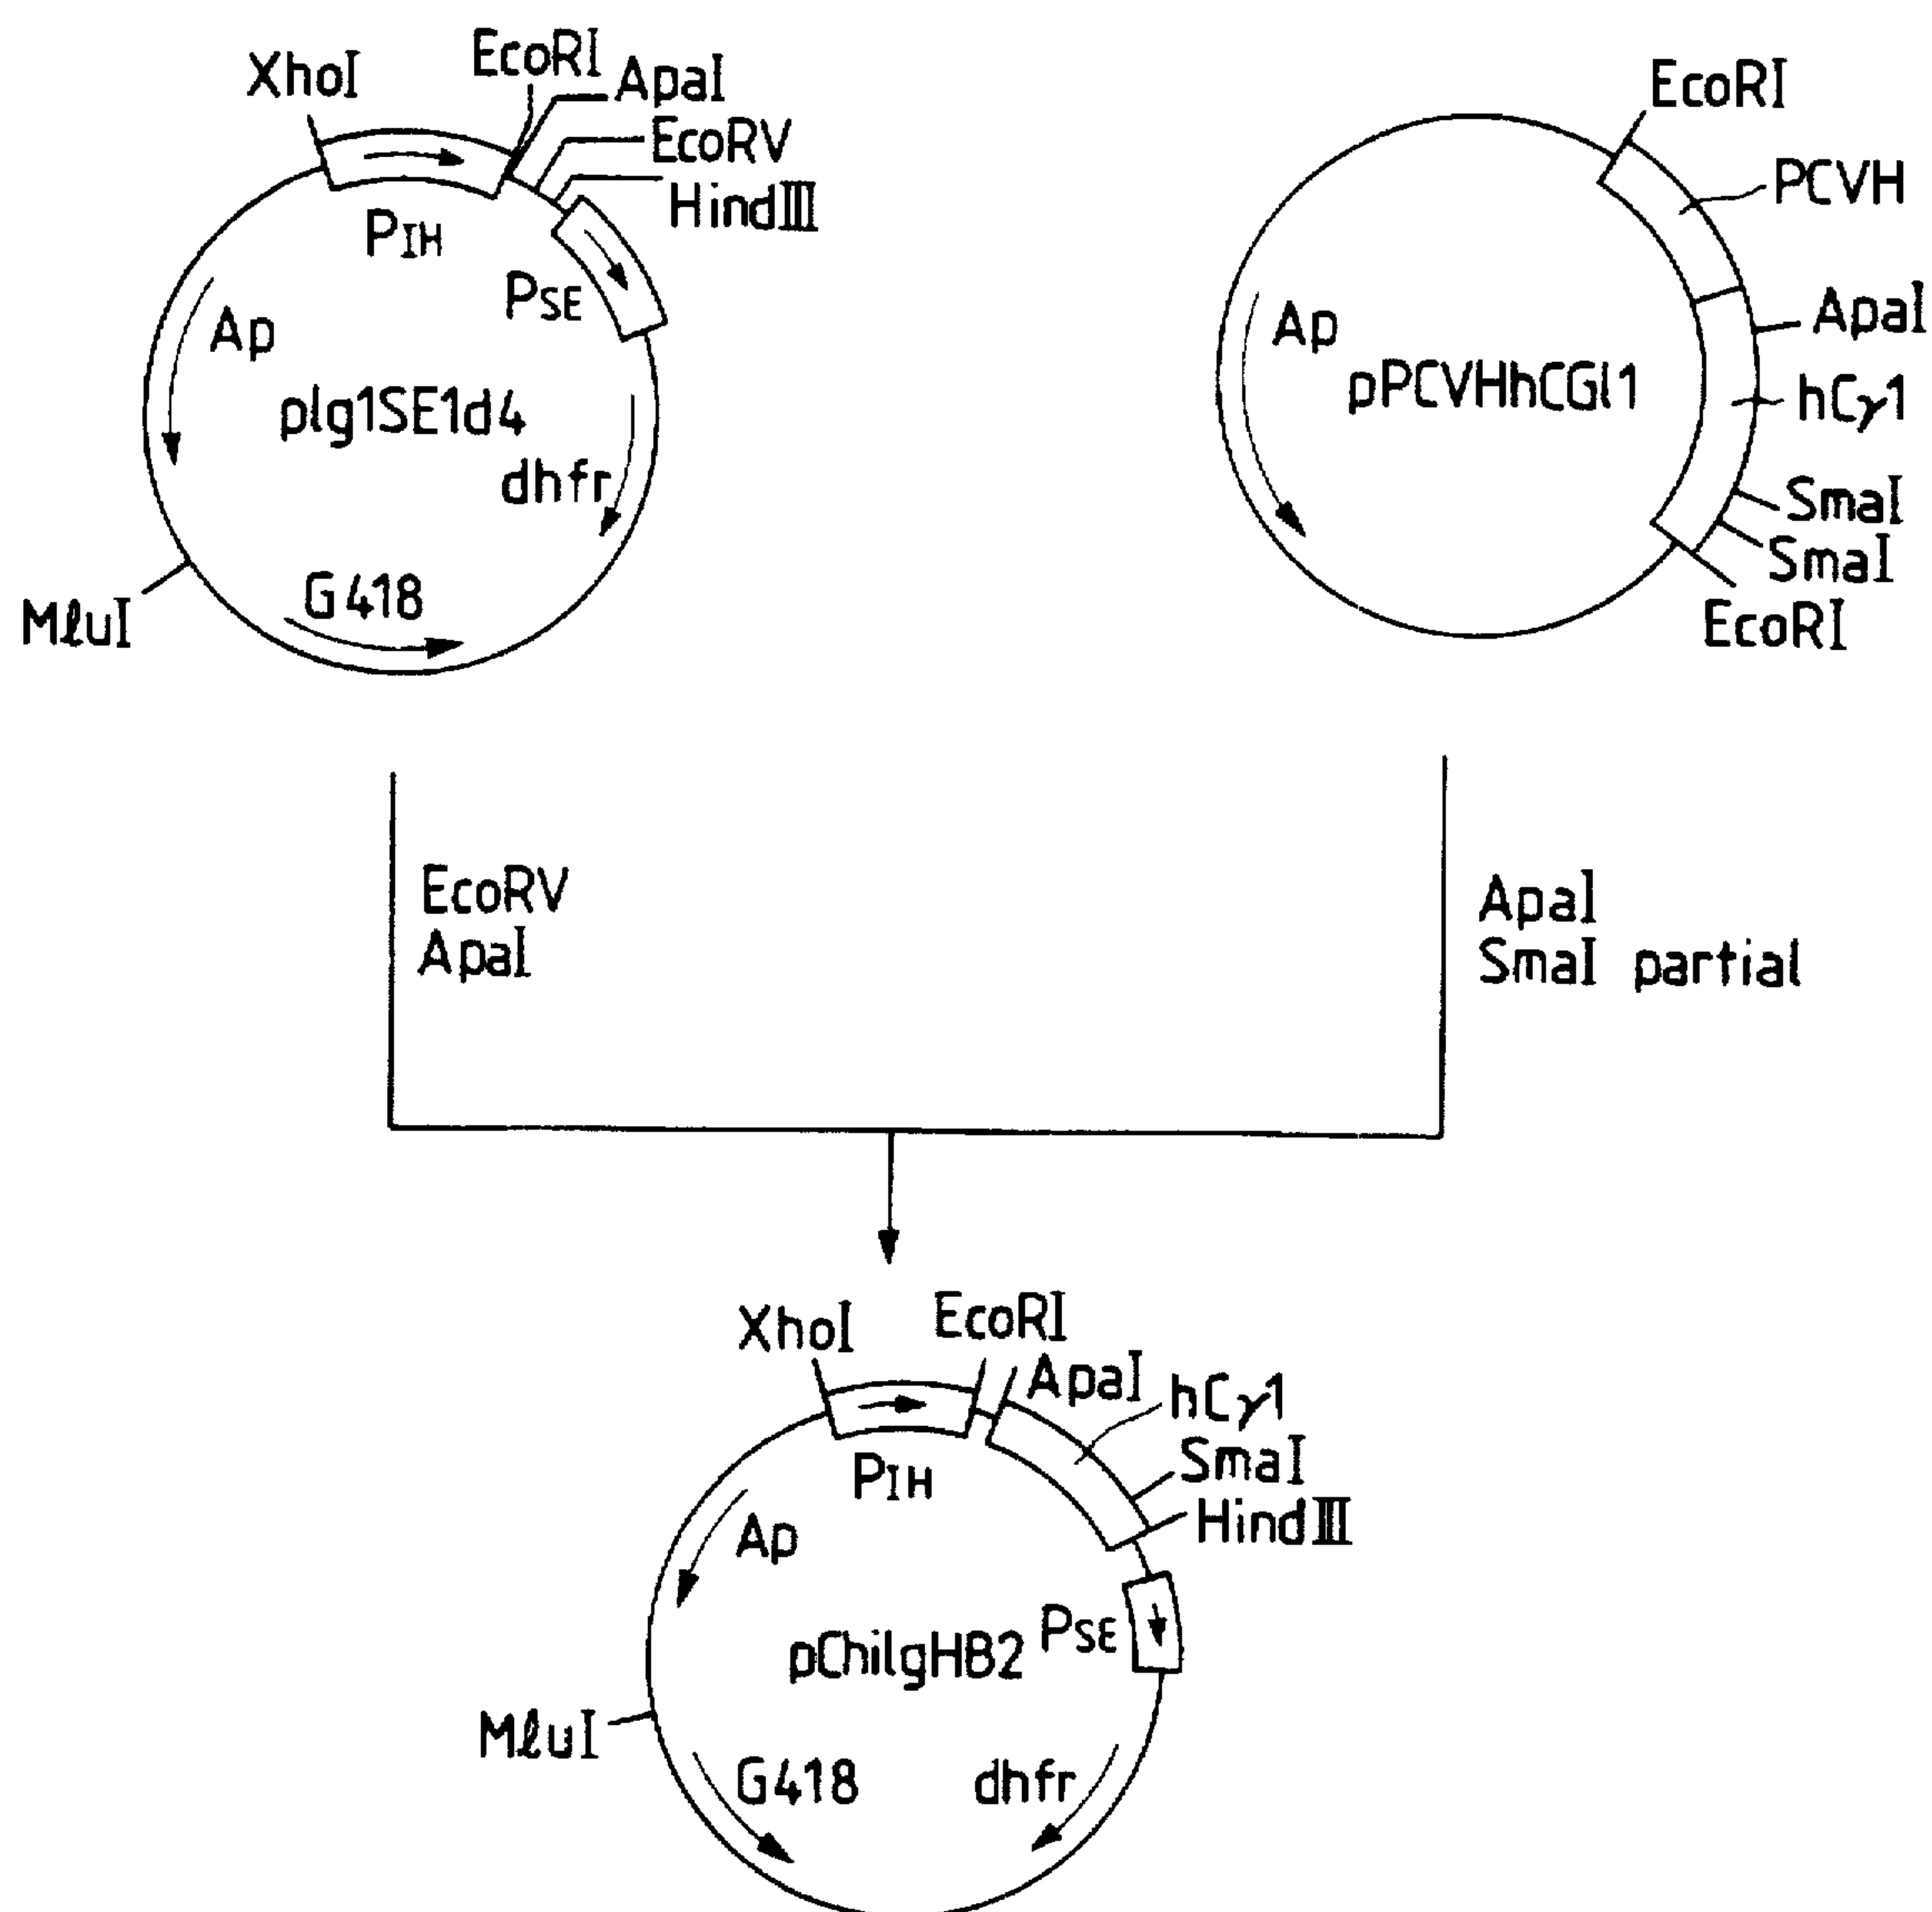 XhoI
EcoRI
ApaI
EcoRV
HindIII
PIH
PSE
Ap
pIg1SE1d4
dhfr
G418
MluI
EcoRI
PCVH
ApaI
Ap
pPCVHhCGI1
hCγ1
SmaI
SmaI
EcoRI
EcoRV
ApaI
ApaI
SmaI partial
XhoI
EcoRI
ApaI
hCγ1
SmaI
HindIII
PIH
Ap
PSE
pChiIgHB2
MluI
G418
dhfr